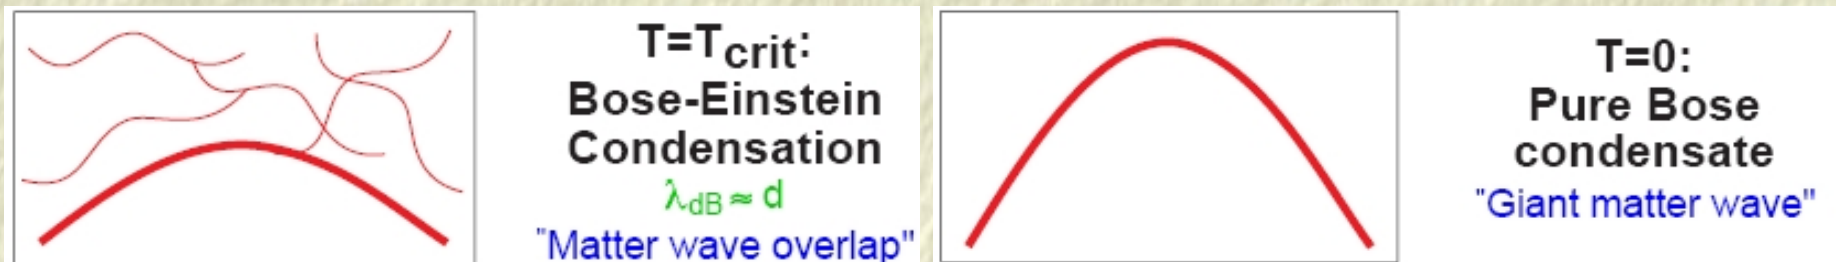 T=Tcrit:
Bose-Einstein
Condensation
λdB ≈ d
"Matter wave overlap"
T=0:
Pure Bose
condensate
"Giant matter wave"